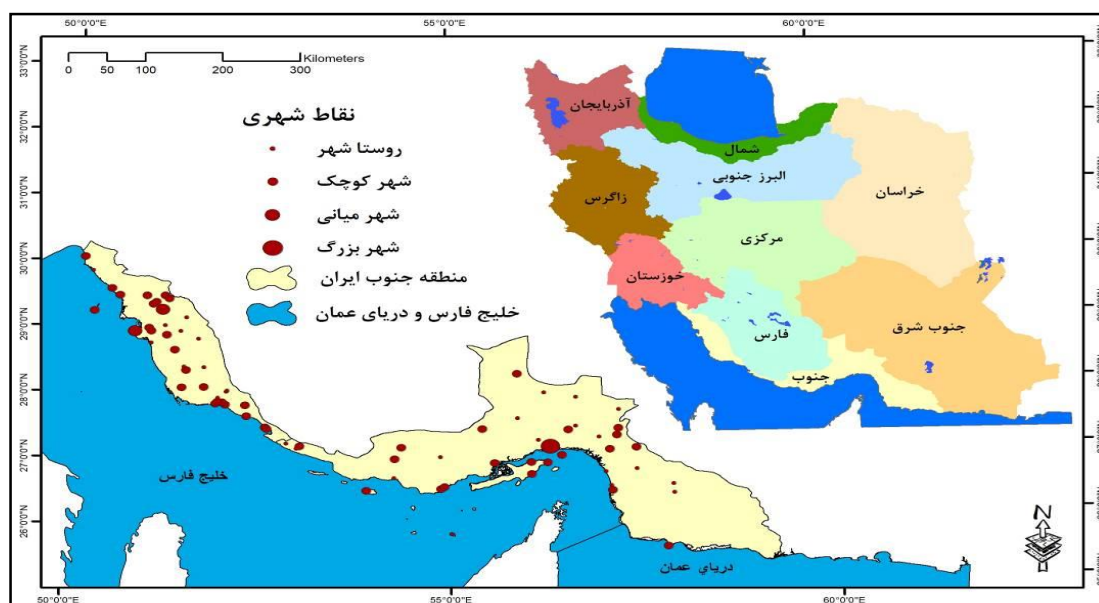 50°0'0"E
55°0'0"E
60°0'0"E
Kilometers
0 50 100 200 300
33°0'0"N
32°0'0"N
31°0'0"N
30°0'0"N
29°0'0"N
28°0'0"N
27°0'0"N
26°0'0"N
نقاط شهری
روستا شهر
شهر کوچک
شهر میانی
شهر بزرگ
منطقه جنوب ایران
خلیج فارس و دریای عمان
آذربایجان
شمال
البرز جنوبی
خراسان
زاگرس
مرکزی
خوزستان
فارس
جنوب شرق
جنوب
خلیج فارس
دریای عمان
N
50°0'0"E
55°0'0"E
60°0'0"E